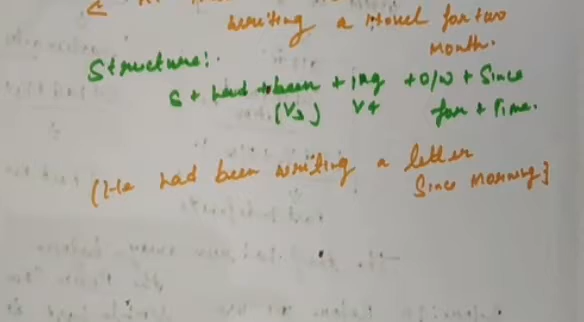 writing a Novel for two
Month.
Structure:
S + had + been + ing + O/W + Since
(V3) V4 for + Time.
(He had been writing a letter
Since Morning}